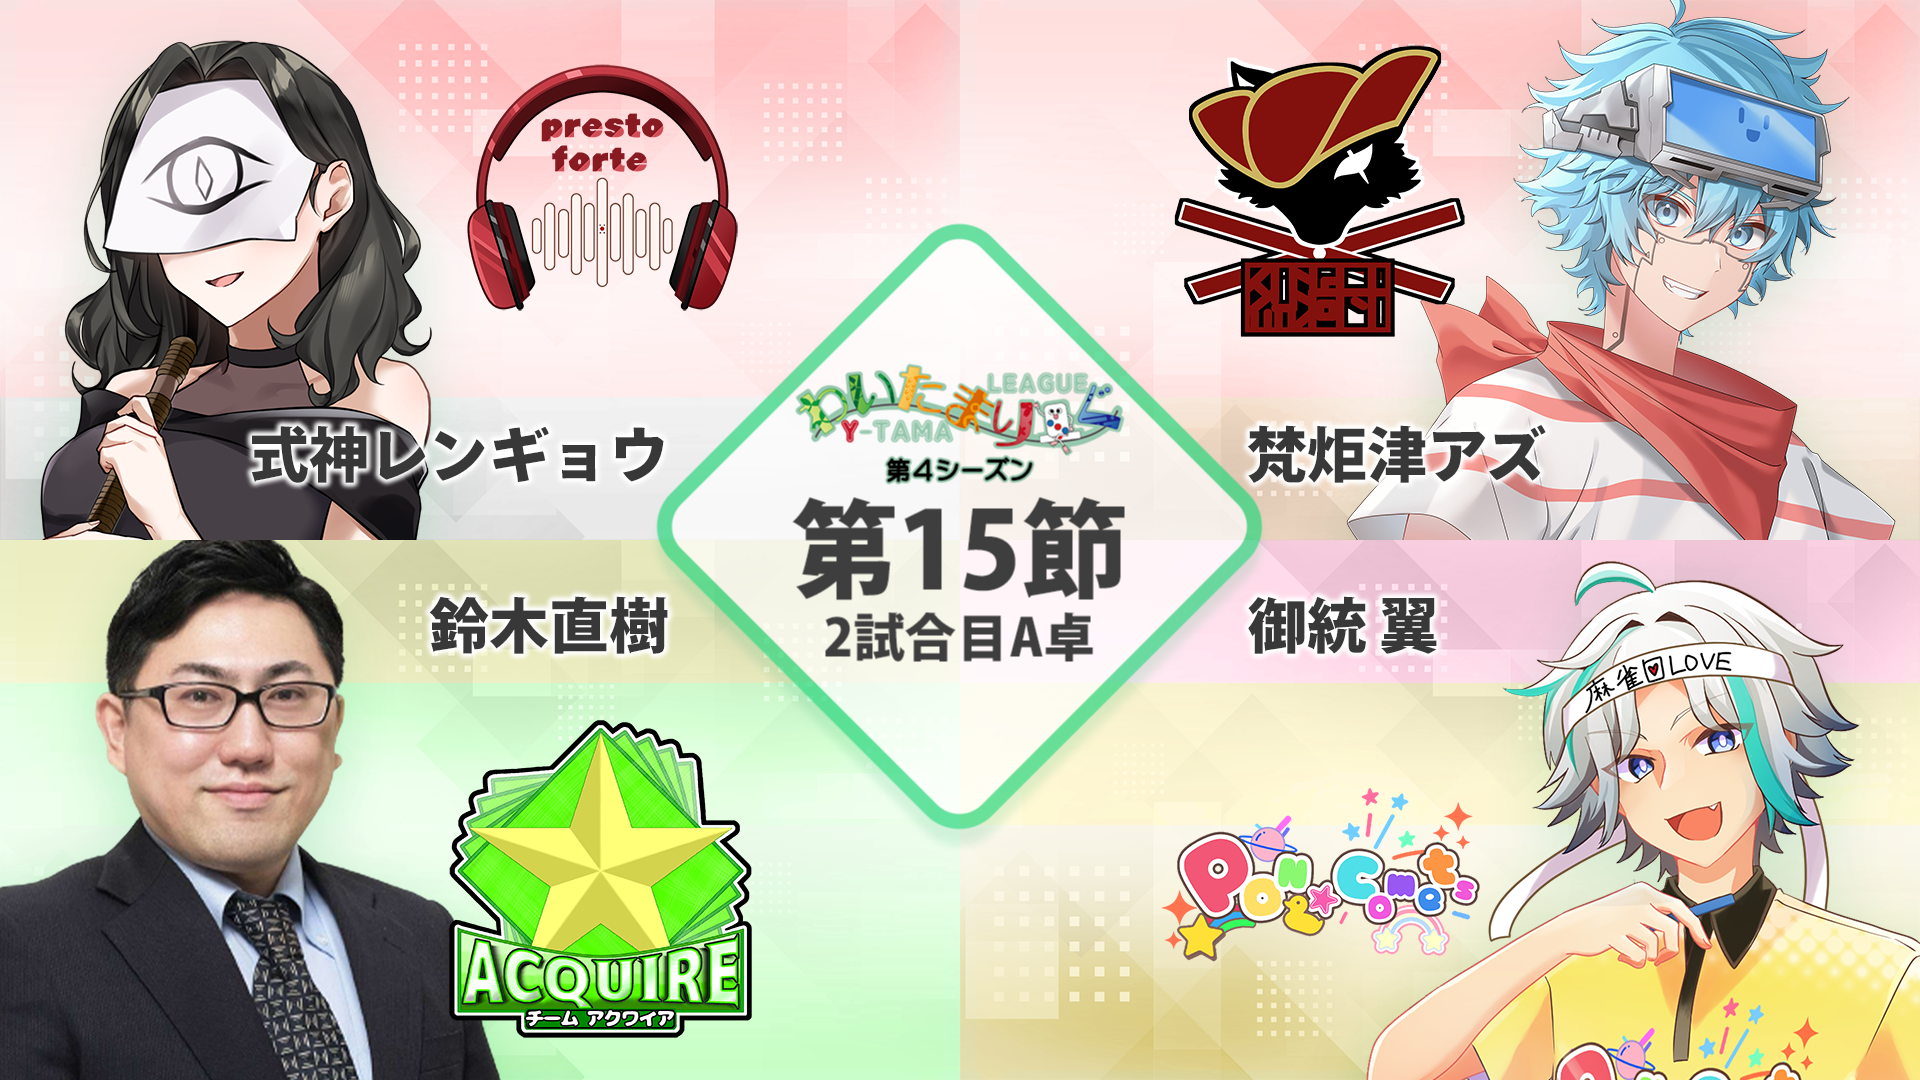 presto
forte
式神レンギョウ
梵炬津アズ
わいたまりーぐ
LEAGUE
Y-TAMA
第4シーズン
第15節
2試合目A卓
鈴木直樹
ACQUIRE
チーム アクワイア
御統 翼
麻雀LOVE
PON Comets